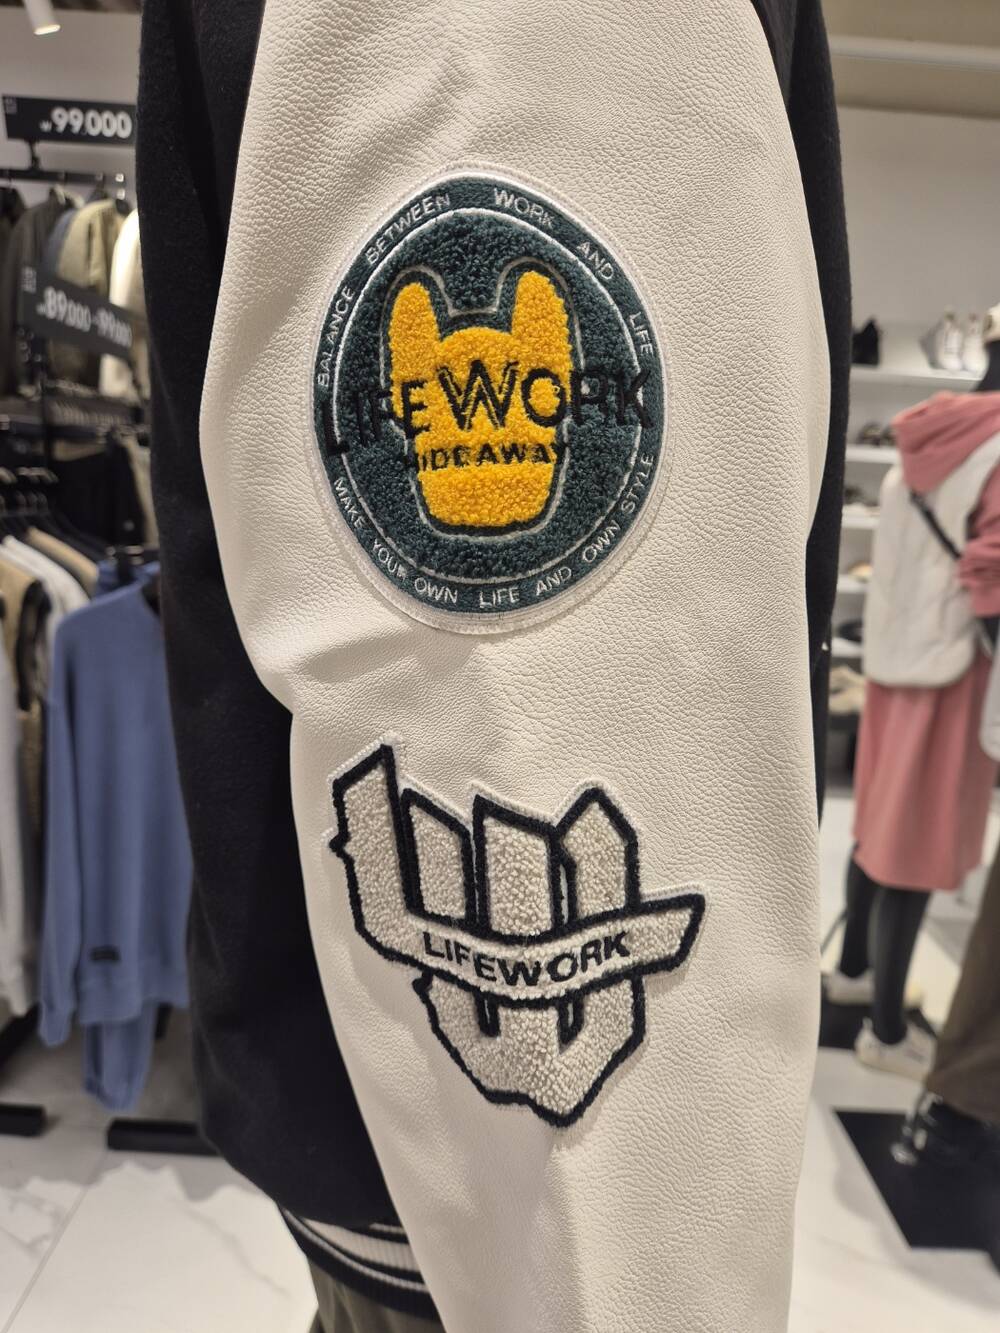 ₩99,000
₩89,000-99,000
BALANCE BETWEEN WORK AND LIFE
LIFEWORK
HIDEAWAY
MAKE YOUR OWN LIFE AND OWN STYLE
LIFEWORK